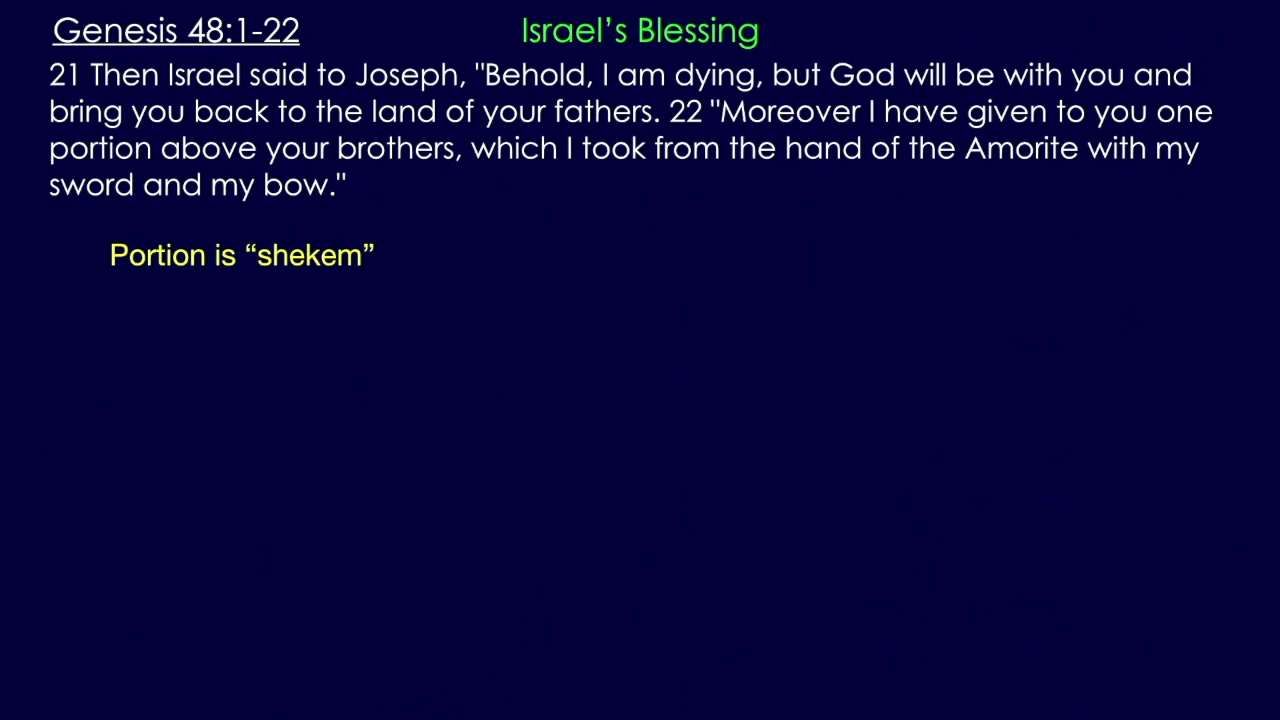 Genesis 48:1-22
Israel’s Blessing
21 Then Israel said to Joseph, "Behold, I am dying, but God will be with you and
bring you back to the land of your fathers. 22 "Moreover I have given to you one
portion above your brothers, which I took from the hand of the Amorite with my
sword and my bow."
Portion is “shekem”